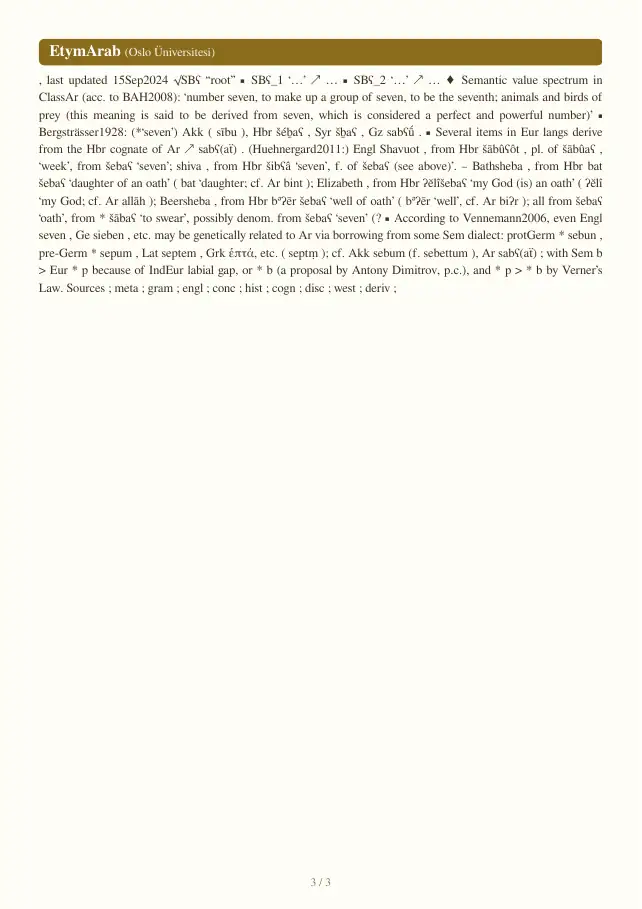 EtymArab (Oslo Üniversitesi)
, last updated 15Sep2024 √SBʕ “root” ▪ SBʕ_1 ‘…’ ↗ … ▪ SBʕ_2 ‘…’ ↗ … ♦ Semantic value spectrum in
ClassAr (acc. to BAH2008): ‘number seven, to make up a group of seven, to be the seventh; animals and birds of
prey (this meaning is said to be derived from seven, which is considered a perfect and powerful number)’ ▪
Bergsträsser1928: (*‘seven’) Akk ( sību ), Hbr šéḇaʕ , Syr šḇaʕ , Gz sabʕū́ . ▪ Several items in Eur langs derive
from the Hbr cognate of Ar ↗ sabʕ(aẗ) . (Huehnergard2011:) Engl Shavuot , from Hbr šābûʕôt , pl. of šābûaʕ ,
‘week’, from šebaʕ ‘seven’; shiva , from Hbr šibʕâ ‘seven’, f. of šebaʕ (see above)’. – Bathsheba , from Hbr bat
šebaʕ ‘daughter of an oath’ ( bat ‘daughter; cf. Ar bint ); Elizabeth , from Hbr ʔĕlîšebaʕ ‘my God (is) an oath’ ( ʔēlî
‘my God; cf. Ar allāh ); Beersheba , from Hbr bᵊʔēr šebaʕ ‘well of oath’ ( bᵊʔēr ‘well’, cf. Ar biʔr ); all from šebaʕ
‘oath’, from * šābaʕ ‘to swear’, possibly denom. from šebaʕ ‘seven’ (? ▪ According to Vennemann2006, even Engl
seven , Ge sieben , etc. may be genetically related to Ar via borrowing from some Sem dialect: protGerm * sebun ,
pre-Germ * sepum , Lat septem , Grk ἑπτά, etc. ( septm̥ ); cf. Akk sebum (f. sebettum ), Ar sabʕ(aẗ) ; with Sem b
> Eur * p because of IndEur labial gap, or * b (a proposal by Antony Dimitrov, p.c.), and * p > * b by Verner’s
Law. Sources ; meta ; gram ; engl ; conc ; hist ; cogn ; disc ; west ; deriv ;
3 / 3